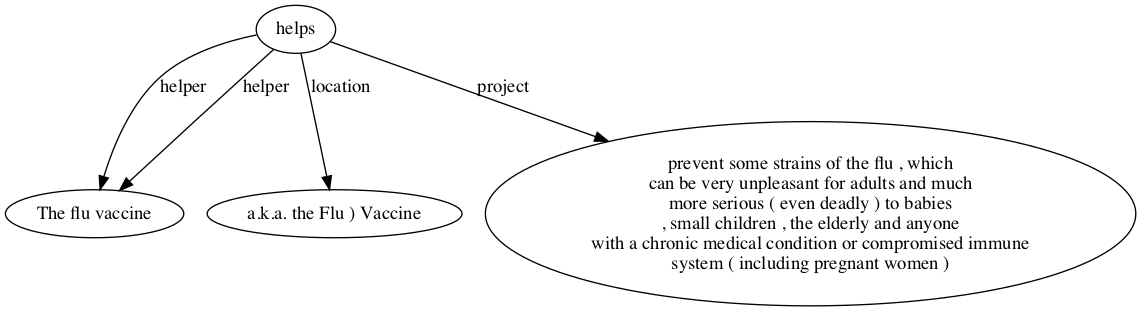 helps
helper
helper
location
project
The flu vaccine
a.k.a. the Flu ) Vaccine
prevent some strains of the flu , which
can be very unpleasant for adults and much
more serious ( even deadly ) to babies
, small children , the elderly and anyone
with a chronic medical condition or compromised immune
system ( including pregnant women )